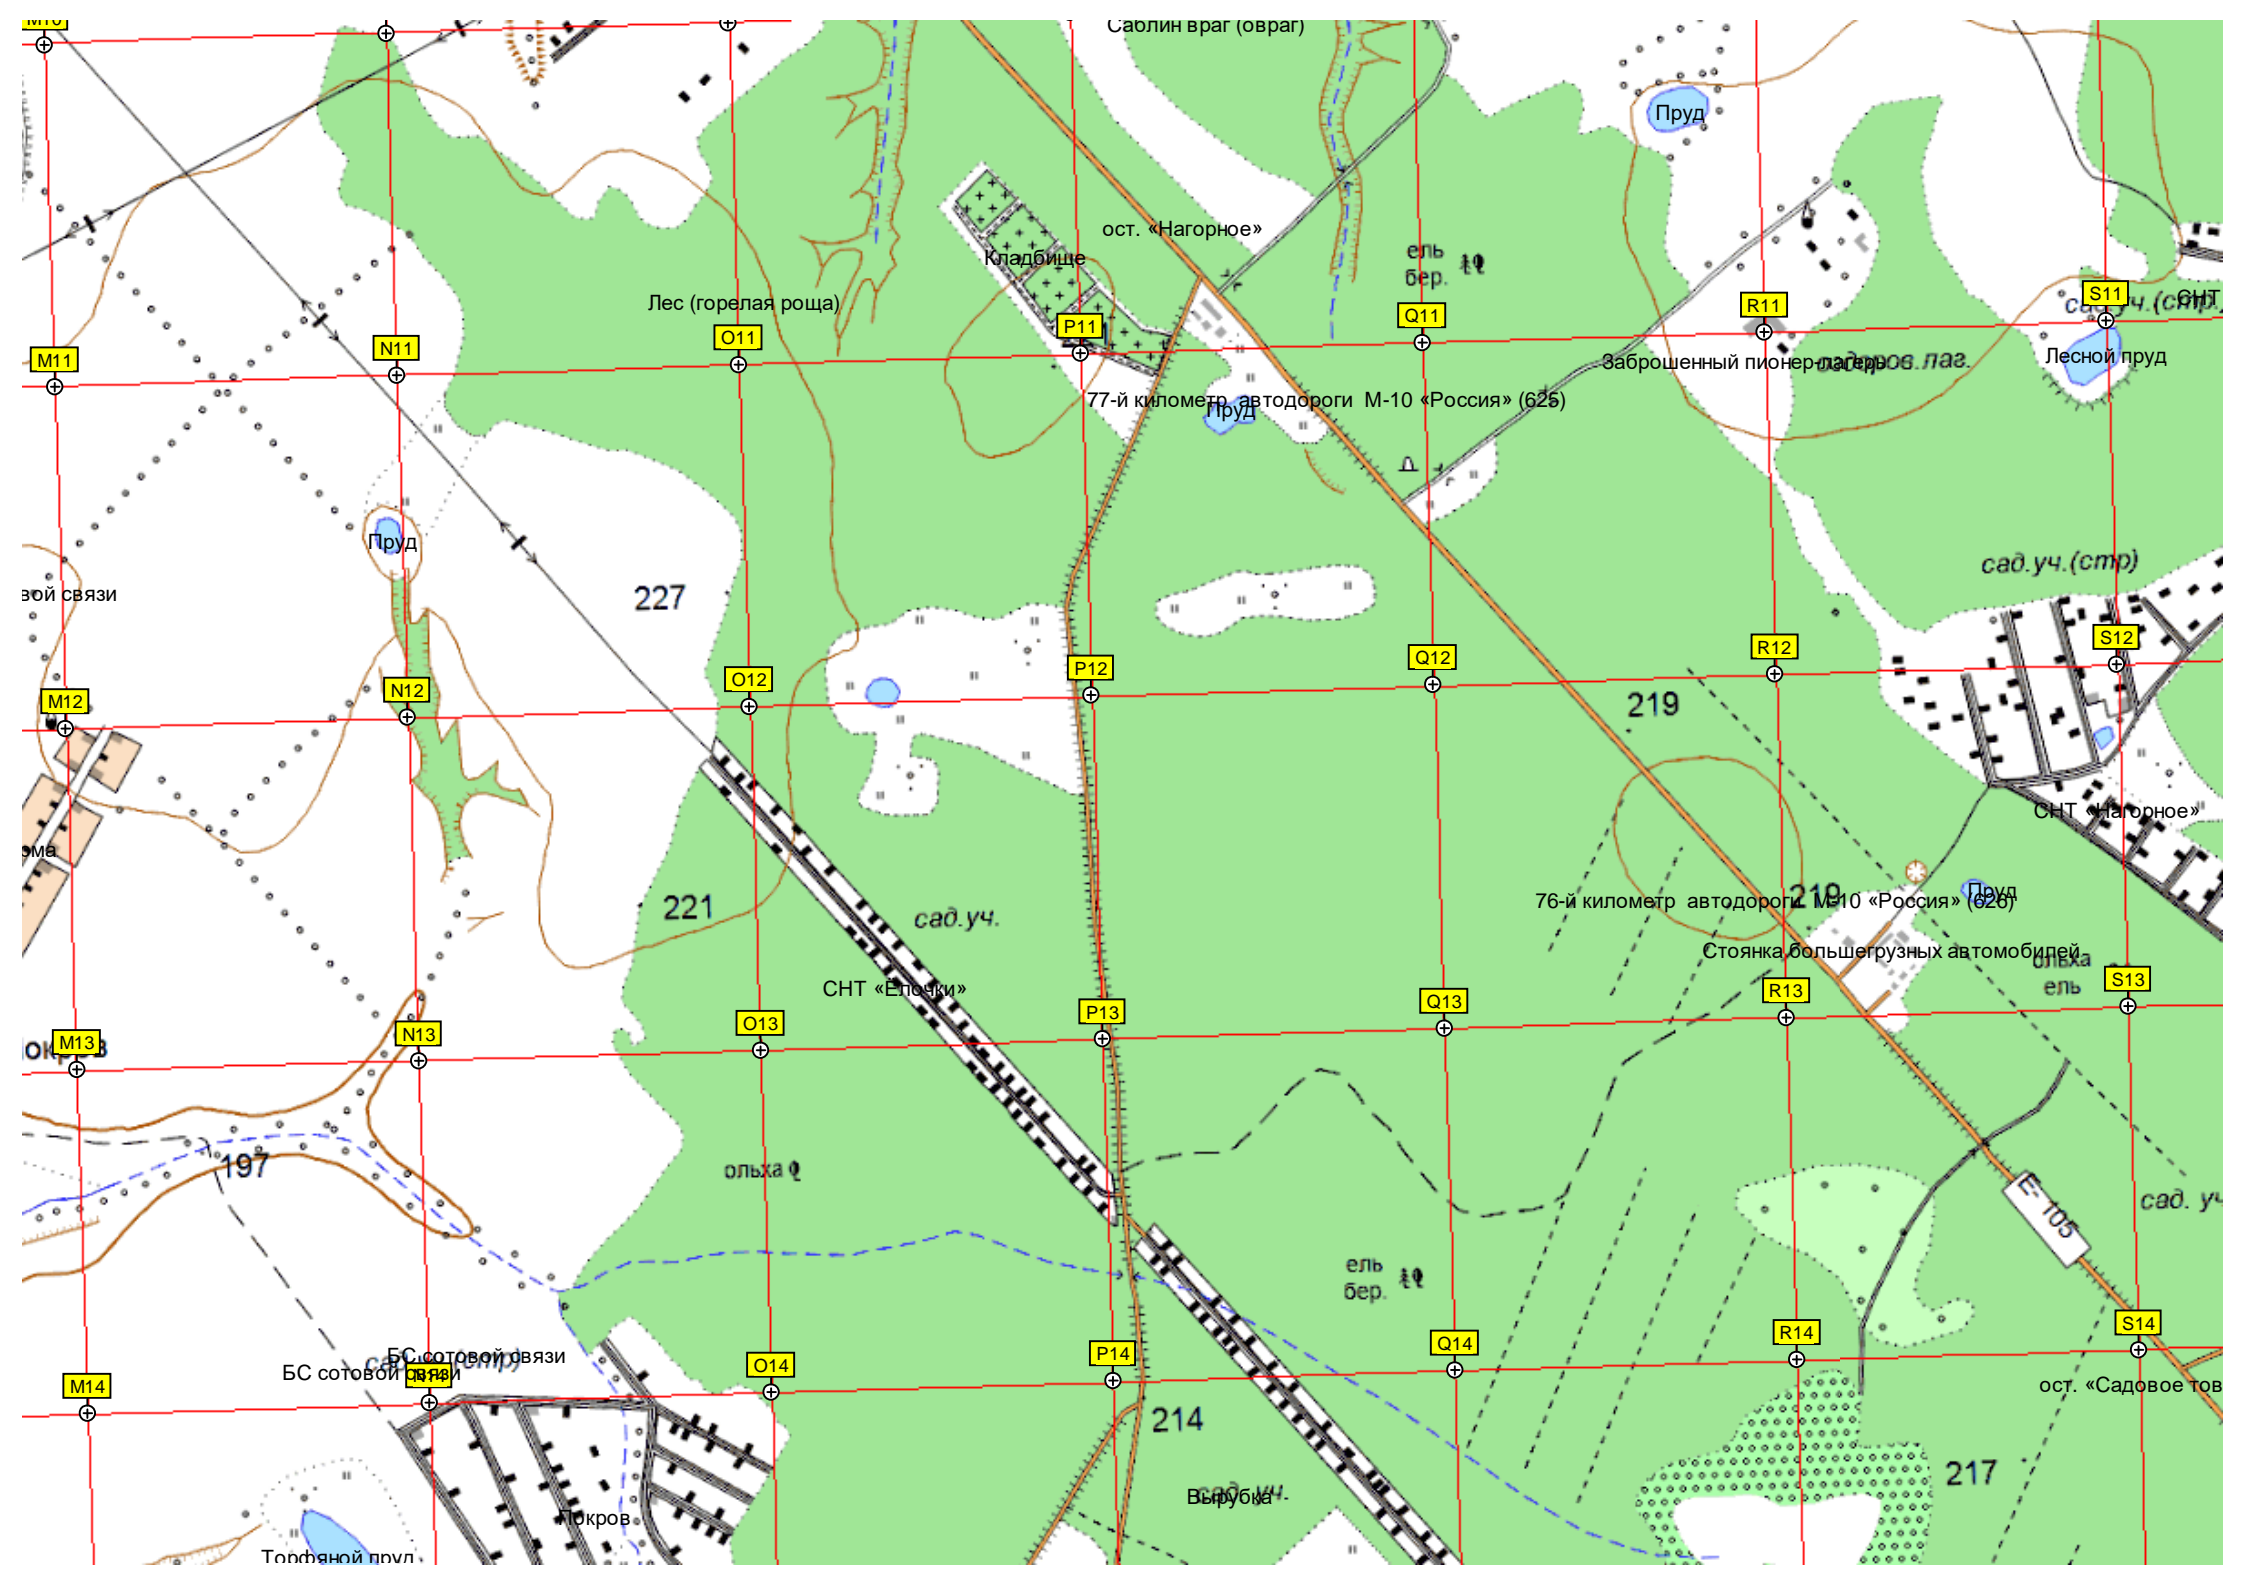 Саблин враг (овраг)
Пруд
ост. «Нагорное»
Кладбище
ель
бер.
Лес (горелая роща)
S11
R11
Q11
P11
O11
N11
M11
Лесной пруд
Заброшенный пионер-лагерь
77-й километр автодороги М-10 «Россия» (625)
Пруд
Пруд
сад.уч.(стр)
вой связи
227
S12
R12
Q12
P12
O12
N12
M12
219
СНТ «Нагорное»
219
Пруд
76-й километр автодороги М-10 «Россия» (626)
221
сад.уч.
Стоянка большегрузных автомобилей
ольха
ель
СНТ «Ёлочки»
S13
R13
Q13
P13
O13
N13
M13
197
ольха
сад. уч
E- 105
ель
бер.
S14
R14
Q14
P14
O14
M14
БС сотовой связи
БС сотовой связи
ост. «Садовое тов
214
217
Вырубка
Покров
Торфяной пруд